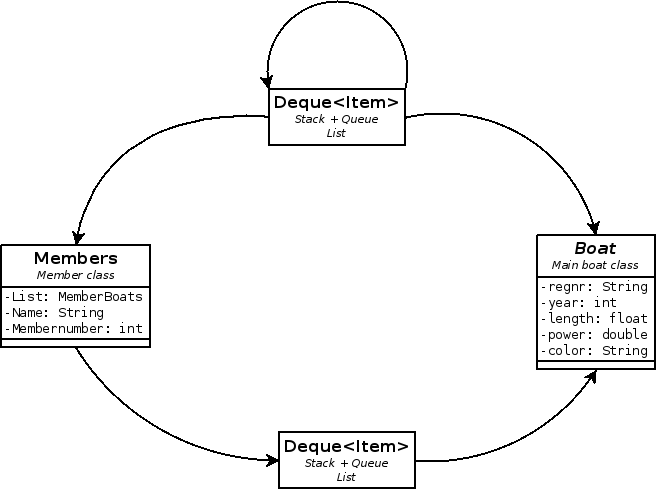 Deque<Item>
Stack + Queue
List
Members
Member class
-List: MemberBoats
-Name: String
-Membernumber: int
Boat
Main boat class
-regnr: String
-year: int
-length: float
-power: double
-color: String
Deque<Item>
Stack + Queue
List